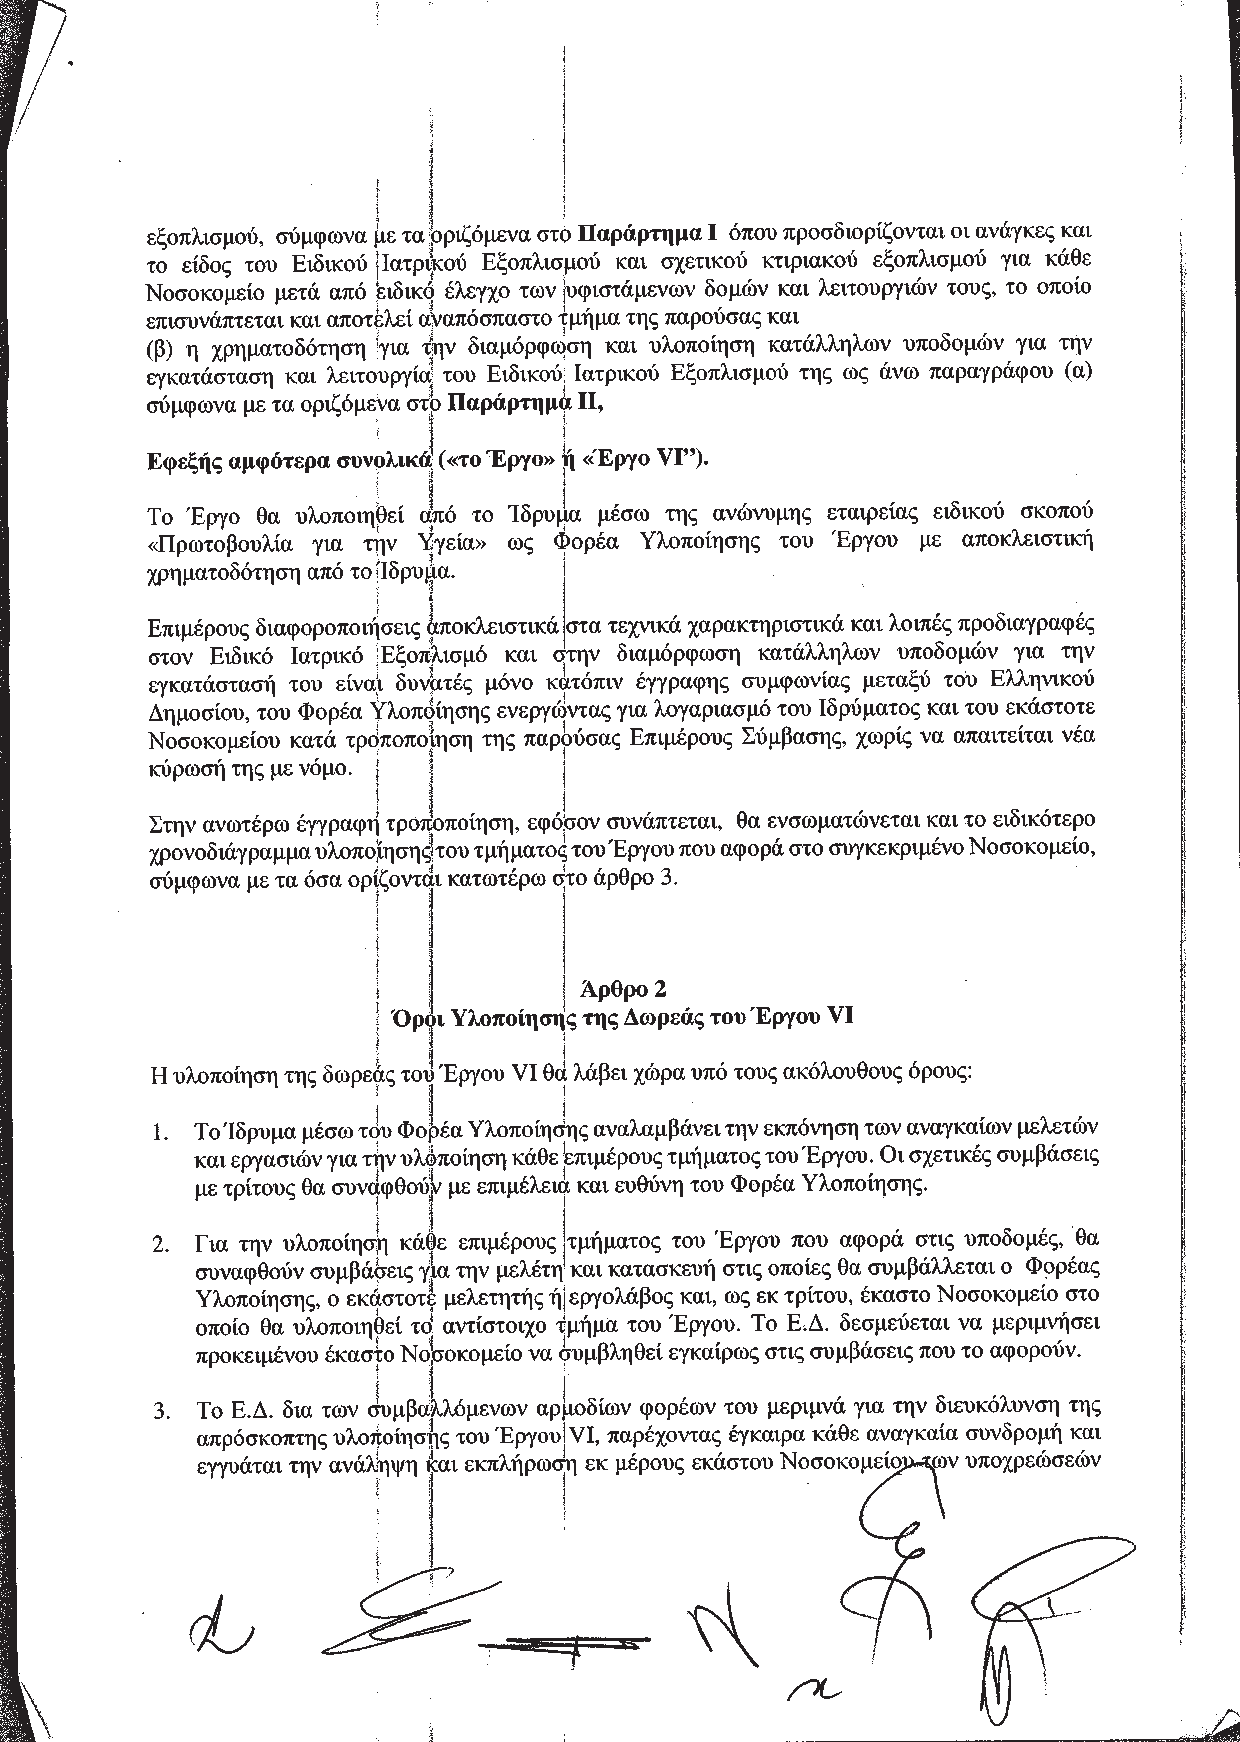 εξοπλισμού, σύμφωνα με τα οριζόμενα στο Παράρτημα Ι όπου προσδιορίζονται οι ανάγκες και
το είδος του Ειδικού Ιατρικού Εξοπλισμού και σχετικού κτιριακού εξοπλισμού για κάθε
Νοσοκομείο μετά από ειδικό έλεγχο των υφιστάμενων δομών και λειτουργιών τους, το οποίο
επισυνάπτεται και αποτελεί αναπόσπαστο τμήμα της παρούσας και
(β) η χρηματοδότηση για την διαμόρφωση και υλοποίηση κατάλληλων υποδομών για την
εγκατάσταση και λειτουργία του Ειδικού Ιατρικού Εξοπλισμού της ως άνω παραγράφου (α)
σύμφωνα με τα οριζόμενα στο Παράρτημα ΙΙ,
Εφεξής αμφότερα συνολικά («το Έργο» ή «Έργο VI”).
Το Έργο θα υλοποιηθεί από το Ίδρυμα μέσω της ανώνυμης εταιρείας ειδικού σκοπού
«Πρωτοβουλία για την Υγεία» ως Φορέα Υλοποίησης του Έργου με αποκλειστική
χρηματοδότηση από το Ίδρυμα.
Επιμέρους διαφοροποιήσεις αποκλειστικά στα τεχνικά χαρακτηριστικά και λοιπές προδιαγραφές
στον Ειδικό Ιατρικό Εξοπλισμό και στην διαμόρφωση κατάλληλων υποδομών για την
εγκατάστασή του είναι δυνατές μόνο κατόπιν έγγραφης συμφωνίας μεταξύ του Ελληνικού
Δημοσίου, του Φορέα Υλοποίησης ενεργώντας για λογαριασμό του Ιδρύματος και του εκάστοτε
Νοσοκομείου κατά τροποποίηση της παρούσας Επιμέρους Σύμβασης, χωρίς να απαιτείται νέα
κύρωσή της με νόμο.
Στην ανωτέρω έγγραφή τροποποίηση, εφόσον συνάπτεται, θα ενσωματώνεται και το ειδικότερο
χρονοδιάγραμμα υλοποίησης του τμήματος του Έργου που αφορά στο συγκεκριμένο Νοσοκομείο,
σύμφωνα με τα όσα ορίζονται κατωτέρω στο άρθρο 3.
Άρθρο 2
Όροι Υλοποίησης της Δωρεάς του Έργου VI
Η υλοποίηση της δωρεάς του Έργου VI θα λάβει χώρα υπό τους ακόλουθους όρους:
1. Το Ίδρυμα μέσω του Φορέα Υλοποίησης αναλαμβάνει την εκπόνηση των αναγκαίων μελετών
και εργασιών για την υλοποίηση κάθε επιμέρους τμήματος του Έργου. Οι σχετικές συμβάσεις
με τρίτους θα συναφθούν με επιμέλεια και ευθύνη του Φορέα Υλοποίησης.
2. Για την υλοποίηση κάθε επιμέρους τμήματος του Έργου που αφορά στις υποδομές, θα
συναφθούν συμβάσεις για την μελέτη και κατασκευή στις οποίες θα συμβάλλεται ο Φορέας
Υλοποίησης, ο εκάστοτε μελετητής ή εργολάβος και, ως εκ τρίτου, έκαστο Νοσοκομείο στο
οποίο θα υλοποιηθεί το αντίστοιχο τμήμα του Έργου. Το Ε.Δ. δεσμεύεται να μεριμνήσει
προκειμένου έκαστο Νοσοκομείο να συμβληθεί εγκαίρως στις συμβάσεις που το αφορούν.
3. Το Ε.Δ. δια των συμβαλλόμενων αρμοδίων φορέων του μεριμνά για την διευκόλυνση της
απρόσκοπτης υλοποίησης του Έργου VI, παρέχοντας έγκαιρα κάθε αναγκαία συνδρομή και
εγγυάται την ανάληψη και εκπλήρωση εκ μέρους εκάστου Νοσοκομείου των υποχρεώσεών